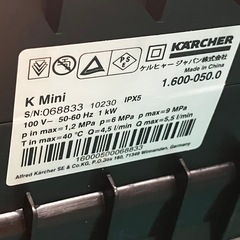 KÄRCHER
ケルヒャー ジャパン株式会社
Made in China
1.600-050.0
K Mini
S/N:068833 10230 IPX5
100 V~ 50-60 Hz 1 kW
p in max=1,2 MPa p=6 MPa p max=9 MPa
T in max=40 °C Q=4,5 l/min Q max=5,5 l/min
16000500068833
Alfred Kärcher SE & Co.KG, P.O.Box 160, 71349 Winnenden, Germany